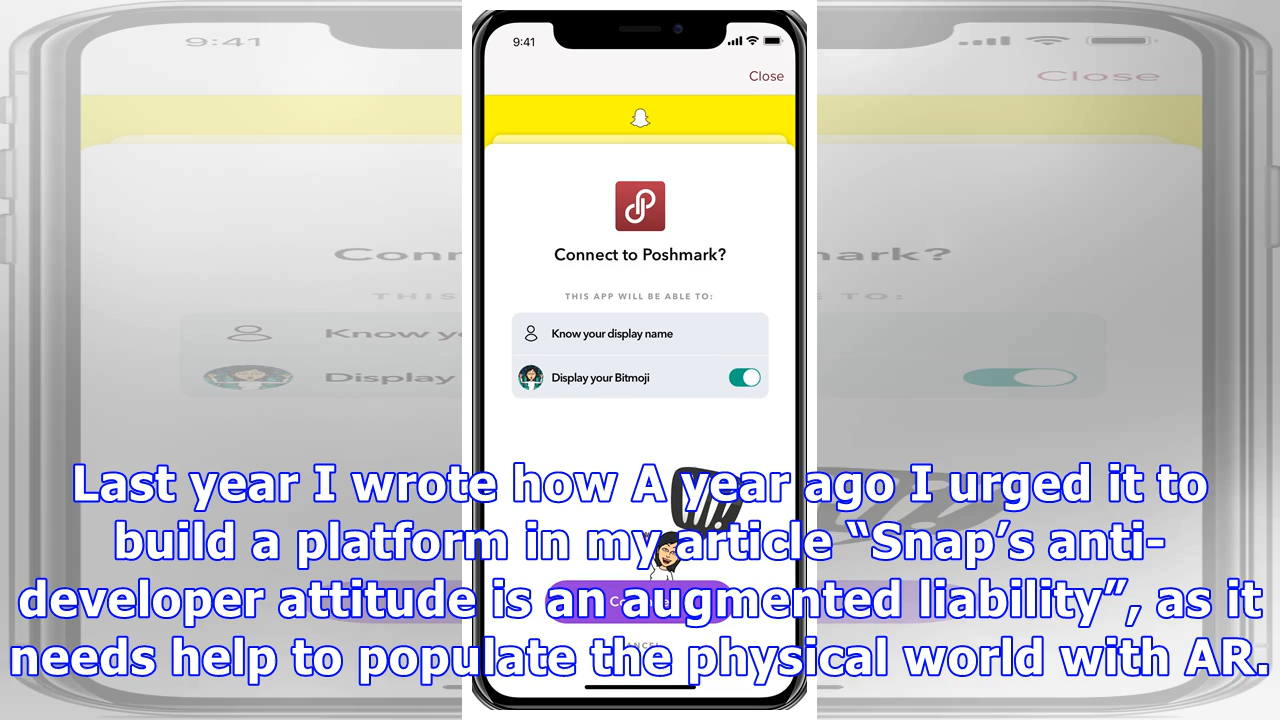 9:41
Close
Connect to Poshmark?
THIS APP WILL BE ABLE TO:
Know your display name
Display your Bitmoji
Last year I wrote how A year ago I urged it to
build a platform in my article “Snap’s anti-
developer attitude is an augmented liability”, as it
needs help to populate the physical world with AR.